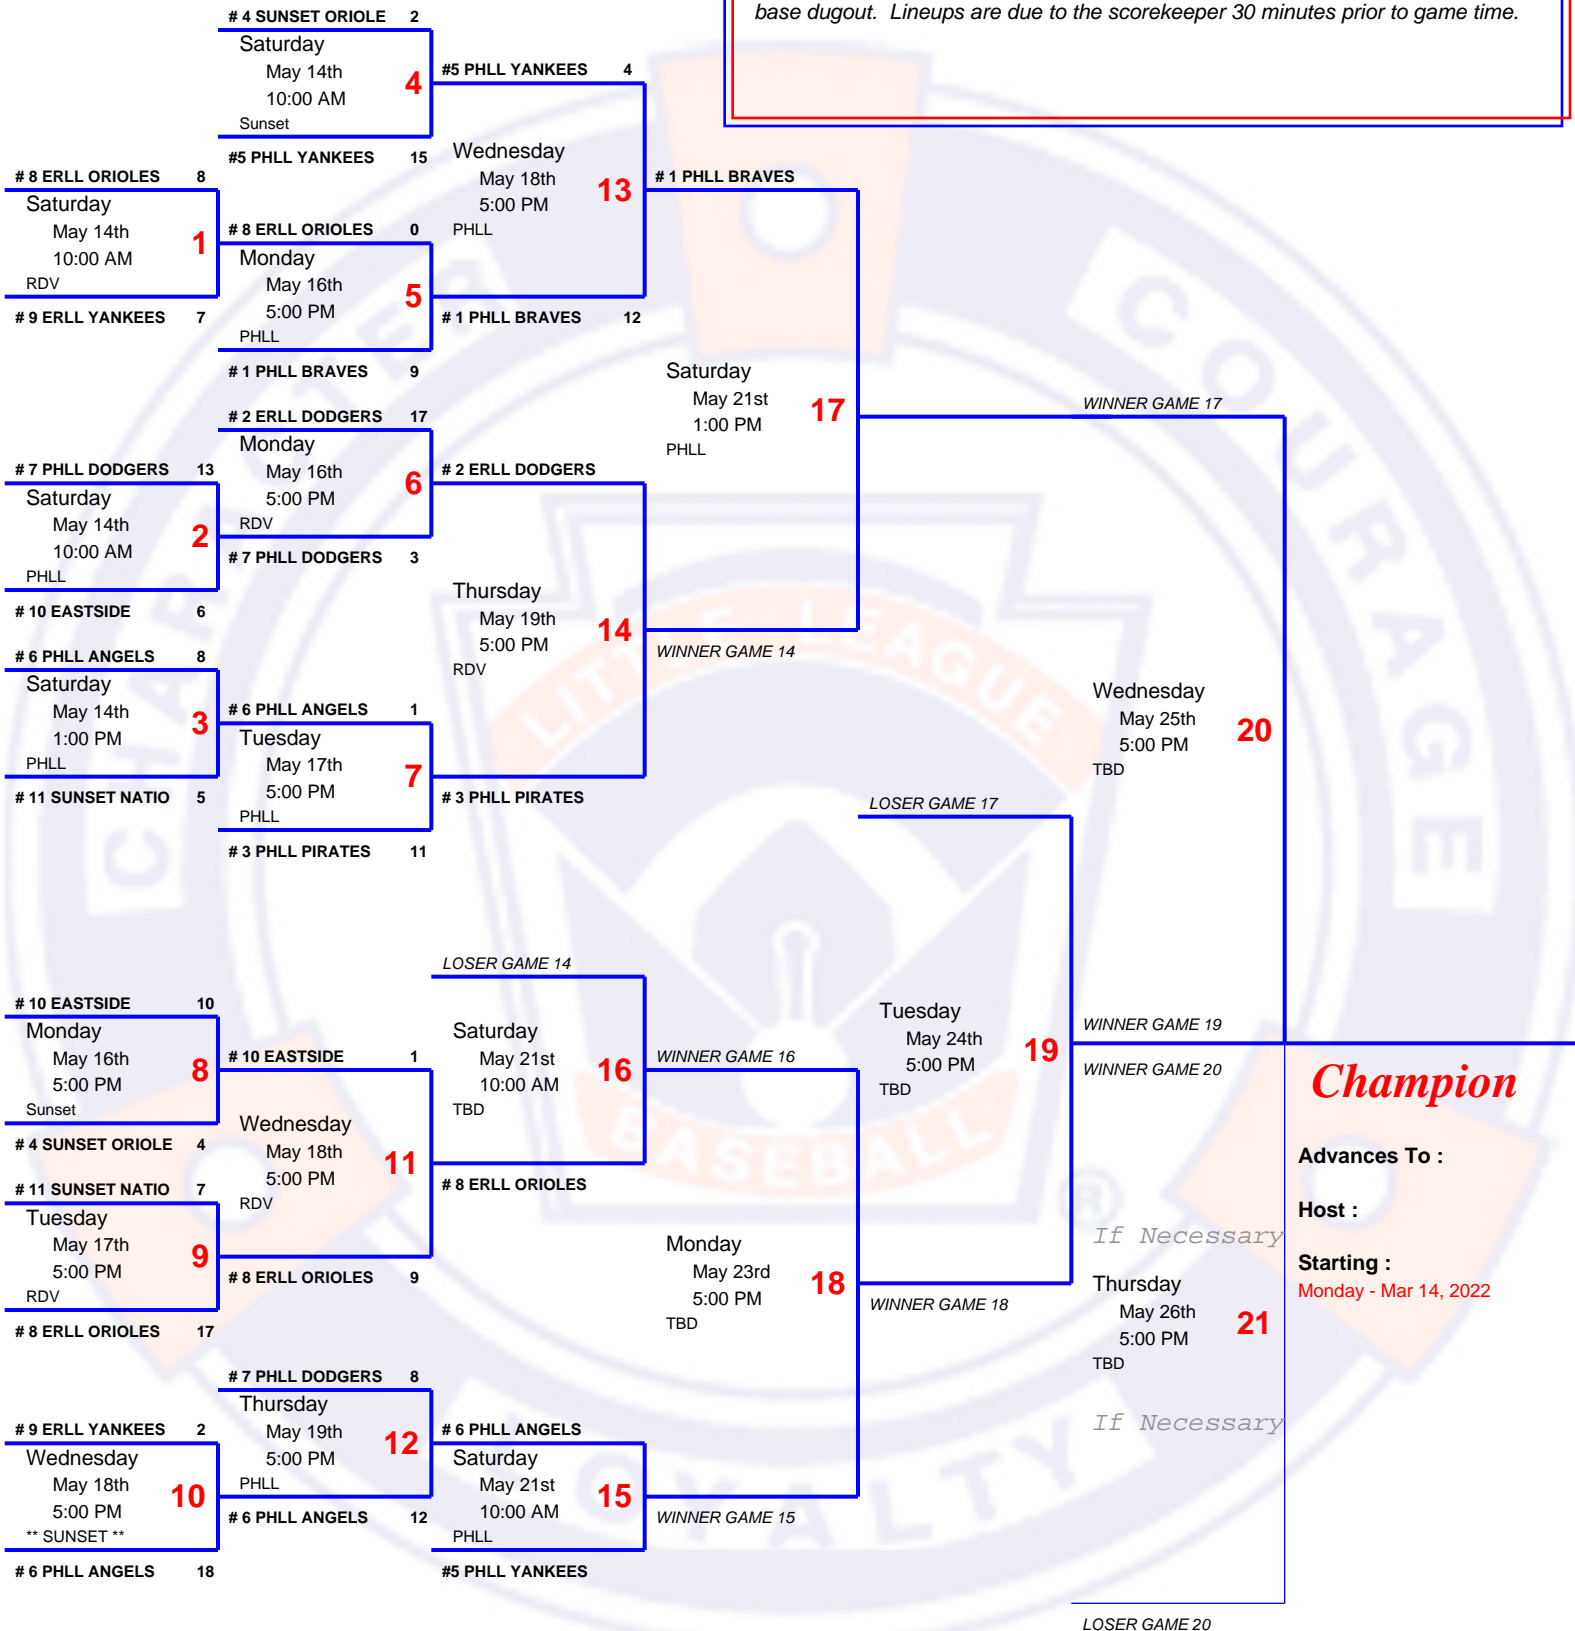 base dugout. Lineups are due to the scorekeeper 30 minutes prior to game time.
# 4 SUNSET ORIOLE 2
Saturday
May 14th
10:00 AM
Sunset
4
#5 PHLL YANKEES 15
#5 PHLL YANKEES 4
Wednesday
May 18th
5:00 PM
PHLL
13
# 1 PHLL BRAVES
# 8 ERLL ORIOLES 8
Saturday
May 14th
10:00 AM
RDV
1
# 9 ERLL YANKEES 7
# 8 ERLL ORIOLES 0
Monday
May 16th
5:00 PM
PHLL
5
# 1 PHLL BRAVES 9
# 1 PHLL BRAVES 12
Saturday
May 21st
1:00 PM
PHLL
17
WINNER GAME 17
# 2 ERLL DODGERS 17
Monday
May 16th
5:00 PM
RDV
6
# 7 PHLL DODGERS 3
# 2 ERLL DODGERS
# 7 PHLL DODGERS 13
Saturday
May 14th
10:00 AM
PHLL
2
# 10 EASTSIDE 6
Thursday
May 19th
5:00 PM
RDV
14
WINNER GAME 14
# 6 PHLL ANGELS 8
Saturday
May 14th
1:00 PM
PHLL
3
# 11 SUNSET NATIO 5
# 6 PHLL ANGELS 1
Tuesday
May 17th
5:00 PM
PHLL
7
# 3 PHLL PIRATES 11
# 3 PHLL PIRATES
Wednesday
May 25th
5:00 PM
TBD
20
LOSER GAME 17
LOSER GAME 14
# 10 EASTSIDE 10
Monday
May 16th
5:00 PM
Sunset
8
# 4 SUNSET ORIOLE 4
# 10 EASTSIDE 1
Wednesday
May 18th
5:00 PM
RDV
11
# 8 ERLL ORIOLES
Saturday
May 21st
10:00 AM
TBD
16
WINNER GAME 16
Tuesday
May 24th
5:00 PM
TBD
19
WINNER GAME 19
WINNER GAME 20
Champion
Advances To :
Host :
Starting :
Monday - Mar 14, 2022
# 11 SUNSET NATIO 7
Tuesday
May 17th
5:00 PM
RDV
9
# 8 ERLL ORIOLES 17
# 8 ERLL ORIOLES 9
Monday
May 23rd
5:00 PM
TBD
18
WINNER GAME 18
If Necessary
Thursday
May 26th
5:00 PM
TBD
21
If Necessary
# 7 PHLL DODGERS 8
Thursday
May 19th
5:00 PM
PHLL
12
# 6 PHLL ANGELS 12
# 9 ERLL YANKEES 2
Wednesday
May 18th
5:00 PM
** SUNSET **
10
# 6 PHLL ANGELS 18
# 6 PHLL ANGELS
Saturday
May 21st
10:00 AM
PHLL
15
#5 PHLL YANKEES
WINNER GAME 15
LOSER GAME 20
CHARACTER
COURAGE
LOYALTY
LITTLE LEAGUE
BASEBALL
®